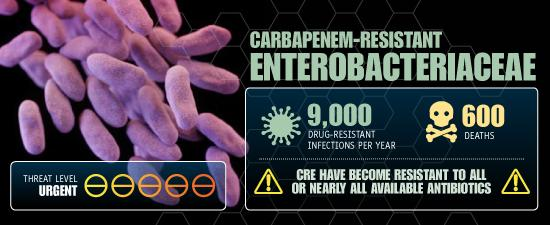 CARBAPENEM-RESISTANT
ENTEROBACTERIACEAE
9,000
DRUG-RESISTANT
INFECTIONS PER YEAR
600
DEATHS
THREAT LEVEL
URGENT
CRE HAVE BECOME RESISTANT TO ALL
OR NEARLY ALL AVAILABLE ANTIBIOTICS